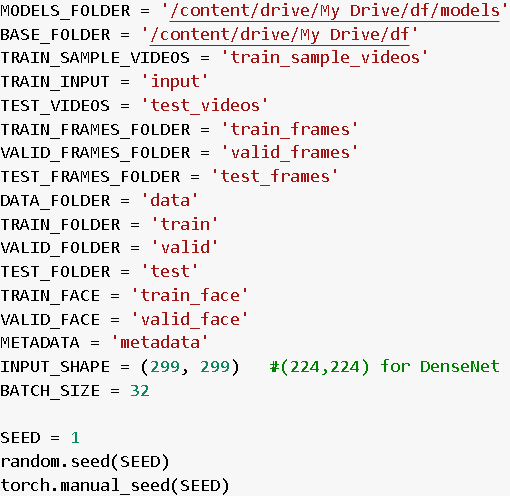 MODELS_FOLDER = '/content/drive/My Drive/df/models'
BASE_FOLDER = '/content/drive/My Drive/df'
TRAIN_SAMPLE_VIDEOS = 'train_sample_videos'
TRAIN_INPUT = 'input'
TEST_VIDEOS = 'test_videos'
TRAIN_FRAMES_FOLDER = 'train_frames'
VALID_FRAMES_FOLDER = 'valid_frames'
TEST_FRAMES_FOLDER = 'test_frames'
DATA_FOLDER = 'data'
TRAIN_FOLDER = 'train'
VALID_FOLDER = 'valid'
TEST_FOLDER = 'test'
TRAIN_FACE = 'train_face'
VALID_FACE = 'valid_face'
METADATA = 'metadata'
INPUT_SHAPE = (299, 299)   #(224,224) for DenseNet
BATCH_SIZE = 32

SEED = 1
random.seed(SEED)
torch.manual_seed(SEED)